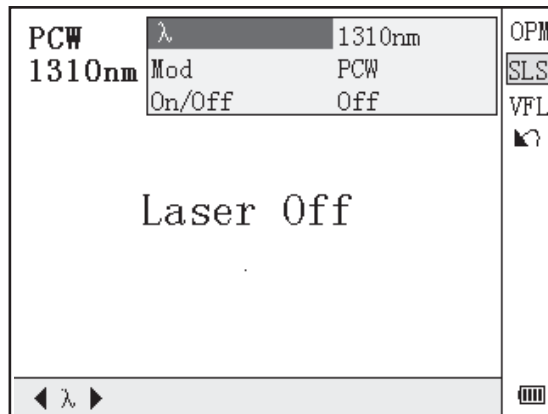 PCW
1310nm
λ 1310nm
Mod PCW
On/Off Off
Laser Off
OPM
SLS
VFL
◀ λ ▶